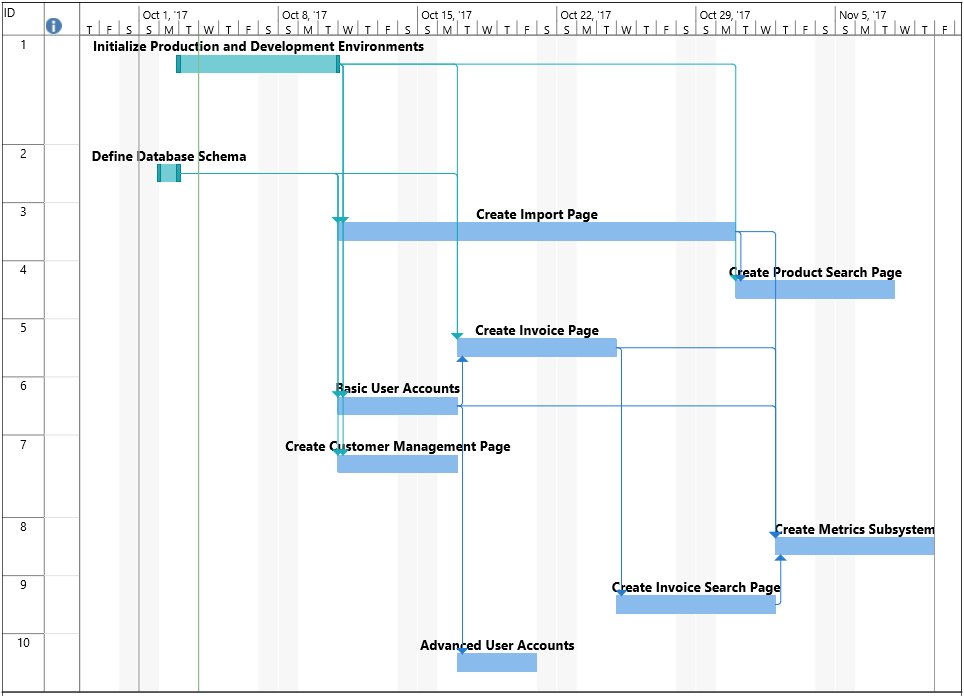 ID Oct 1, '17 Oct 8, '17 Oct 15, '17 Oct 22, '17 Oct 29, '17 Nov 5, '17
T F S S M T W T F S S M T W T F S S M T W T F S S M T W T F S S M T W T F S S M T W T F
1 Initialize Production and Development Environments
2 Define Database Schema
3 Create Import Page
4 Create Product Search Page
5 Create Invoice Page
6 Basic User Accounts
7 Create Customer Management Page
8 Create Metrics Subsystem
9 Create Invoice Search Page
10 Advanced User Accounts